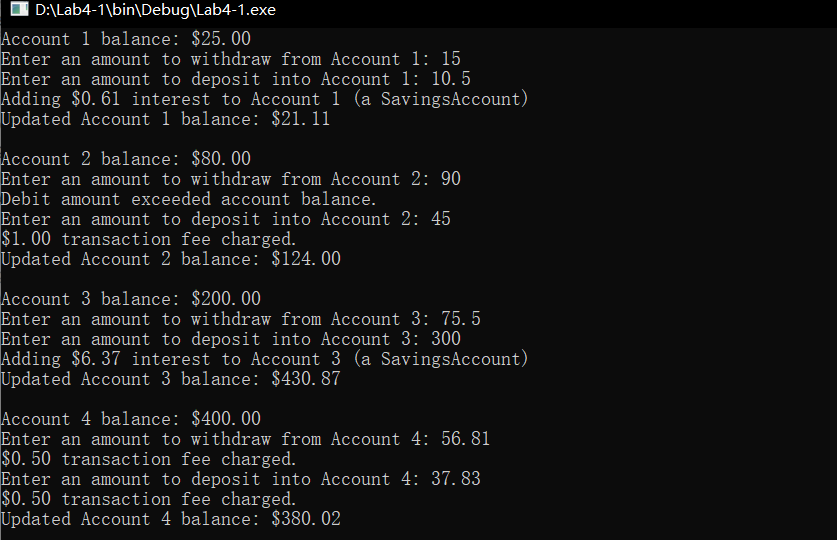 D:\Lab4-1\bin\Debug\Lab4-1.exe
Account 1 balance: $25.00
Enter an amount to withdraw from Account 1: 15
Enter an amount to deposit into Account 1: 10.5
Adding $0.61 interest to Account 1 (a SavingsAccount)
Updated Account 1 balance: $21.11

Account 2 balance: $80.00
Enter an amount to withdraw from Account 2: 90
Debit amount exceeded account balance.
Enter an amount to deposit into Account 2: 45
$1.00 transaction fee charged.
Updated Account 2 balance: $124.00

Account 3 balance: $200.00
Enter an amount to withdraw from Account 3: 75.5
Enter an amount to deposit into Account 3: 300
Adding $6.37 interest to Account 3 (a SavingsAccount)
Updated Account 3 balance: $430.87

Account 4 balance: $400.00
Enter an amount to withdraw from Account 4: 56.81
$0.50 transaction fee charged.
Enter an amount to deposit into Account 4: 37.83
$0.50 transaction fee charged.
Updated Account 4 balance: $380.02